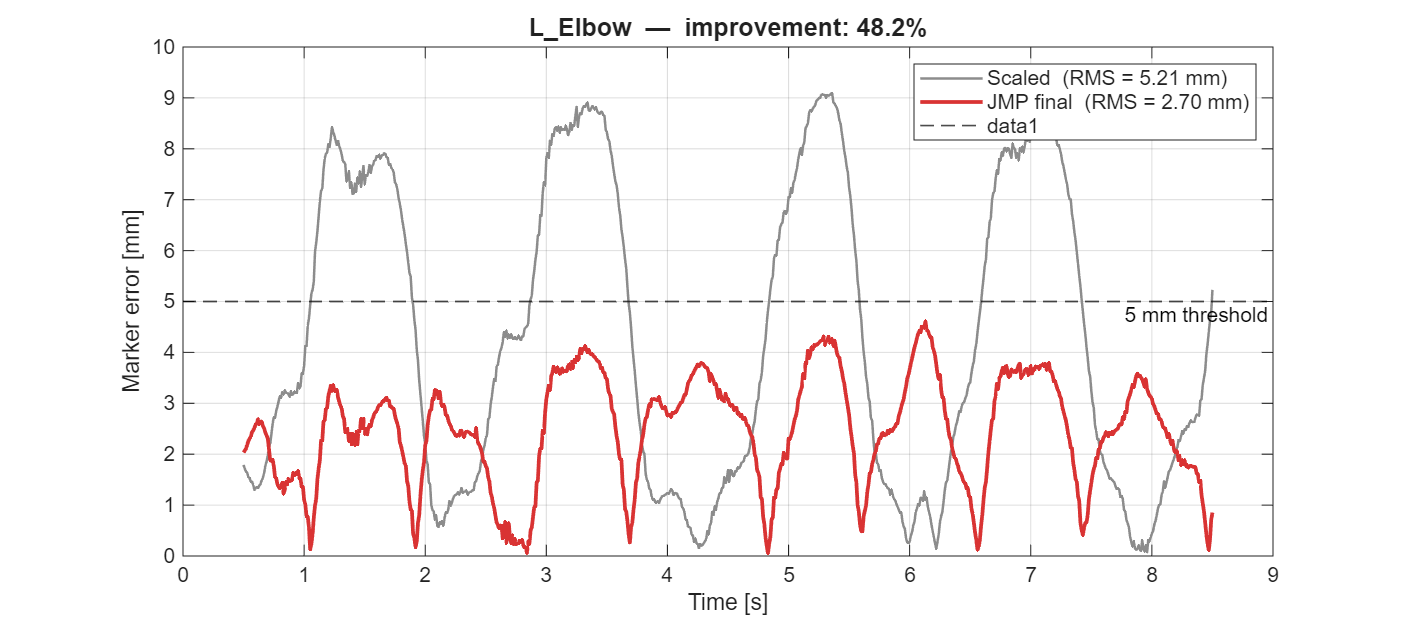 L_Elbow — improvement: 48.2%
10
9
8
7
6
5
4
3
2
1
0
Marker error [mm]
Scaled (RMS = 5.21 mm)
JMP final (RMS = 2.70 mm)
data1
5 mm threshold
0 1 2 3 4 5 6 7 8 9
Time [s]